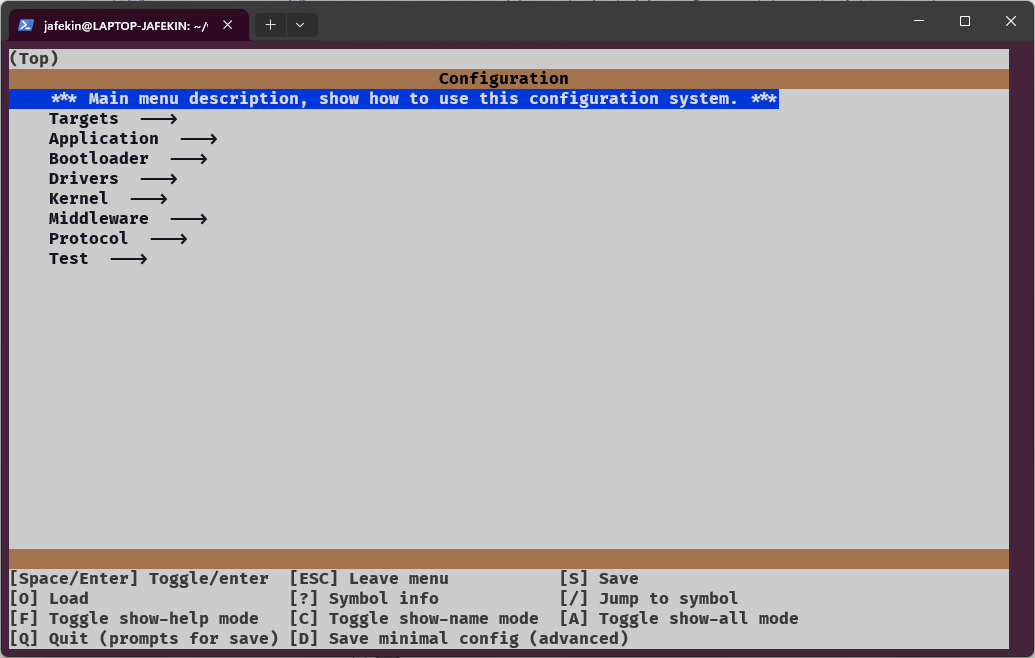 jafekin@LAPTOP-JAFEKIN: ~/
(Top)
Configuration
*** Main menu description, show how to use this configuration system. ***
Targets --->
Application --->
Bootloader --->
Drivers --->
Kernel --->
Middleware --->
Protocol --->
Test --->
[Space/Enter] Toggle/enter [ESC] Leave menu [S] Save
[O] Load [?] Symbol info [/] Jump to symbol
[F] Toggle show-help mode [C] Toggle show-name mode [A] Toggle show-all mode
[Q] Quit (prompts for save) [D] Save minimal config (advanced)